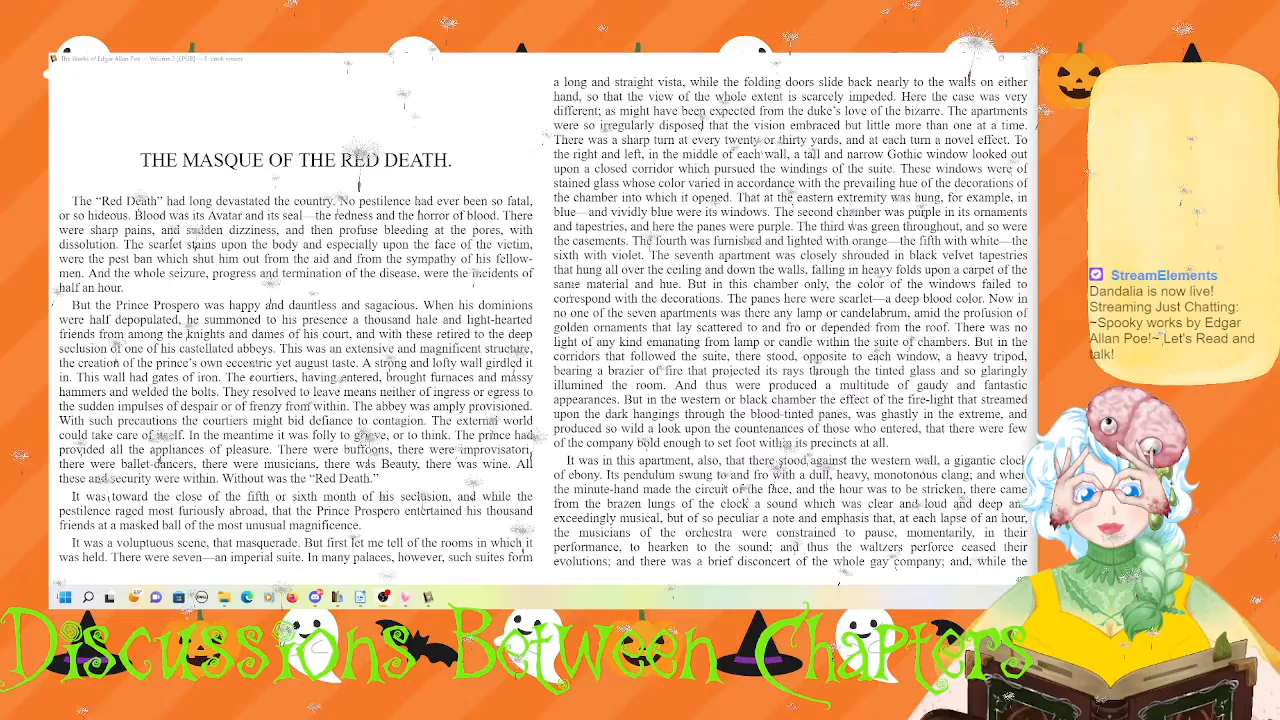 The Works of Edgar Allan Poe — Volume 2 [EPUB] — E-book viewer
THE MASQUE OF THE RED DEATH.
The “Red Death” had long devastated the country. No pestilence had ever been so fatal,
or so hideous. Blood was its Avatar and its seal—the redness and the horror of blood. There
were sharp pains, and sudden dizziness, and then profuse bleeding at the pores, with
dissolution. The scarlet stains upon the body and especially upon the face of the victim,
were the pest ban which shut him out from the aid and from the sympathy of his fellow-
men. And the whole seizure, progress and termination of the disease, were the incidents of
half an hour.
But the Prince Prospero was happy and dauntless and sagacious. When his dominions
were half depopulated, he summoned to his presence a thousand hale and light-hearted
friends from among the knights and dames of his court, and with these retired to the deep
seclusion of one of his castellated abbeys. This was an extensive and magnificent structure,
the creation of the prince’s own eccentric yet august taste. A strong and lofty wall girdled it
in. This wall had gates of iron. The courtiers, having entered, brought furnaces and massy
hammers and welded the bolts. They resolved to leave means neither of ingress or egress to
the sudden impulses of despair or of frenzy from within. The abbey was amply provisioned.
With such precautions the courtiers might bid defiance to contagion. The external world
could take care of itself. In the meantime it was folly to grieve, or to think. The prince had
provided all the appliances of pleasure. There were buffoons, there were improvisatori,
there were ballet-dancers, there were musicians, there was Beauty, there was wine. All
these and security were within. Without was the “Red Death.”
It was toward the close of the fifth or sixth month of his seclusion, and while the
pestilence raged most furiously abroad, that the Prince Prospero entertained his thousand
friends at a masked ball of the most unusual magnificence.
It was a voluptuous scene, that masquerade. But first let me tell of the rooms in which it
was held. There were seven—an imperial suite. In many palaces, however, such suites form
a long and straight vista, while the folding doors slide back nearly to the walls on either
hand, so that the view of the whole extent is scarcely impeded. Here the case was very
different; as might have been expected from the duke’s love of the bizarre. The apartments
were so irregularly disposed that the vision embraced but little more than one at a time.
There was a sharp turn at every twenty or thirty yards, and at each turn a novel effect. To
the right and left, in the middle of each wall, a tall and narrow Gothic window looked out
upon a closed corridor which pursued the windings of the suite. These windows were of
stained glass whose color varied in accordance with the prevailing hue of the decorations of
the chamber into which it opened. That at the eastern extremity was hung, for example, in
blue—and vividly blue were its windows. The second chamber was purple in its ornaments
and tapestries, and here the panes were purple. The third was green throughout, and so were
the casements. The fourth was furnished and lighted with orange—the fifth with white—the
sixth with violet. The seventh apartment was closely shrouded in black velvet tapestries
that hung all over the ceiling and down the walls, falling in heavy folds upon a carpet of the
same material and hue. But in this chamber only, the color of the windows failed to
correspond with the decorations. The panes here were scarlet—a deep blood color. Now in
no one of the seven apartments was there any lamp or candelabrum, amid the profusion of
golden ornaments that lay scattered to and fro or depended from the roof. There was no
light of any kind emanating from lamp or candle within the suite of chambers. But in the
corridors that followed the suite, there stood, opposite to each window, a heavy tripod,
bearing a brazier of fire that projected its rays through the tinted glass and so glaringly
illumined the room. And thus were produced a multitude of gaudy and fantastic
appearances. But in the western or black chamber the effect of the fire-light that streamed
upon the dark hangings through the blood-tinted panes, was ghastly in the extreme, and
produced so wild a look upon the countenances of those who entered, that there were few
of the company bold enough to set foot within its precincts at all.
It was in this apartment, also, that there stood against the western wall, a gigantic clock
of ebony. Its pendulum swung to and fro with a dull, heavy, monotonous clang; and when
the minute-hand made the circuit of the face, and the hour was to be stricken, there came
from the brazen lungs of the clock a sound which was clear and loud and deep and
exceedingly musical, but of so peculiar a note and emphasis that, at each lapse of an hour,
the musicians of the orchestra were constrained to pause, momentarily, in their
performance, to hearken to the sound; and thus the waltzers perforce ceased their
evolutions; and there was a brief disconcert of the whole gay company; and, while the
StreamElements
Dandalia is now live!
Streaming Just Chatting:
~Spooky works by Edgar
Allan Poe!~ Let's Read and
talk!
DELL
Discussions Between Chapters